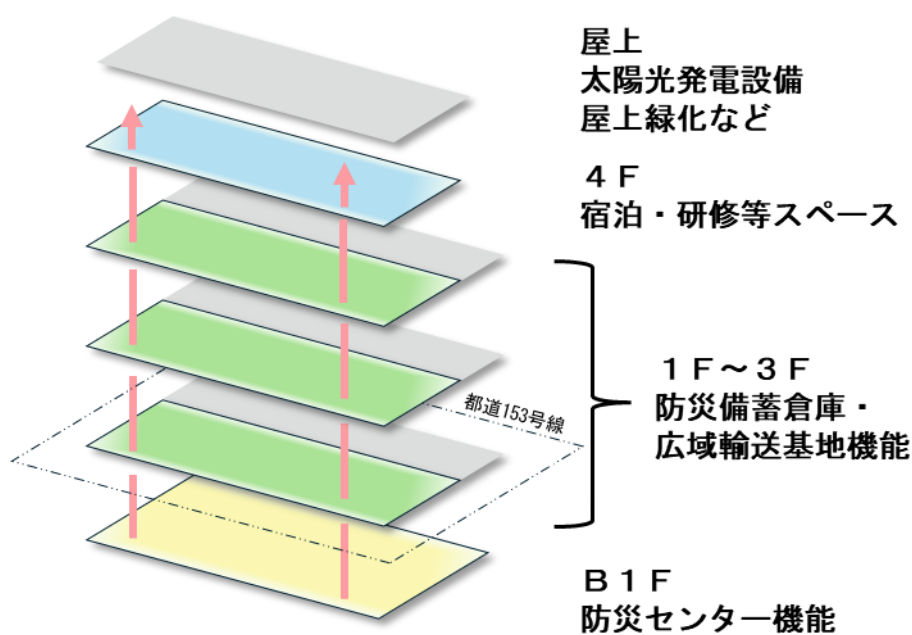 屋上
太陽光発電設備
屋上緑化など
４Ｆ
宿泊・研修等スペース
１Ｆ～３Ｆ
防災備蓄倉庫・
広域輸送基地機能
都道153号線
Ｂ１Ｆ
防災センター機能